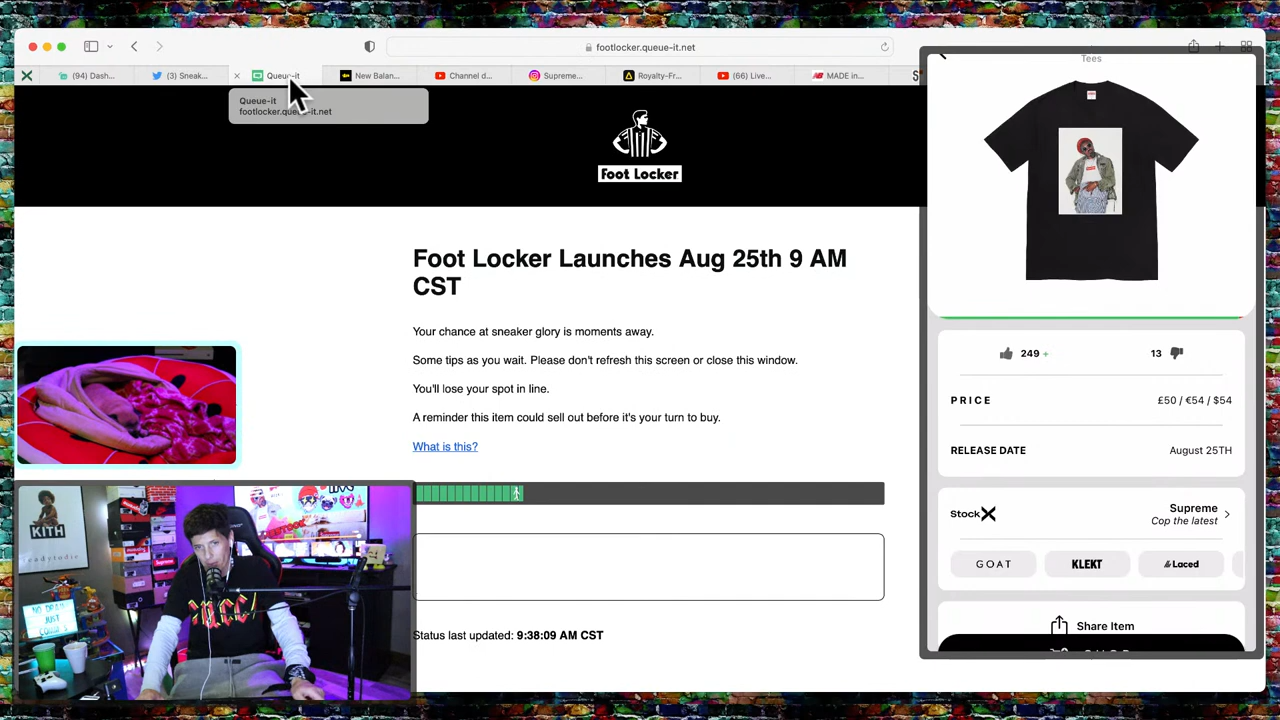 footlocker.queue-it.net
(94) Dash...
(3) Sneak...
Queue-it
New Balan...
Channel d...
Supreme...
Royalty-Fr...
(66) Live...
MADE in...
Queue-it
footlocker.queue-it.net
Foot Locker
Foot Locker Launches Aug 25th 9 AM
CST
Your chance at sneaker glory is moments away.
Some tips as you wait. Please don't refresh this screen or close this window.
You'll lose your spot in line.
A reminder this item could sell out before it's your turn to buy.
What is this?
Status last updated: 9:38:09 AM CST
Tees
249 +
13
PRICE
£50 / €54 / $54
RELEASE DATE
August 25TH
StockX
Supreme
Cop the latest
GOAT
KLEKT
Laced
Share Item
KITH
readytodie
NO DRAMA
JUST